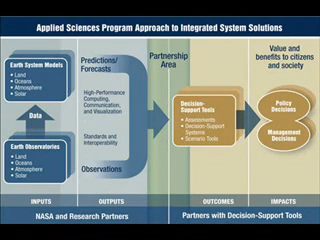 Applied Sciences Program Approach to Integrated System Solutions
Earth System Models
• Land
• Oceans
• Atmosphere
• Solar
Data
Earth Observatories
• Land
• Oceans
• Atmosphere
• Solar
Predictions/
Forecasts
High-Performance
Computing,
Communication,
and Visualization
Standards and
Interoperability
Observations
Partnership
Area
Decision-
Support Tools
• Assessments
• Decision-Support
Systems
• Scenario Tools
Value and
benefits to citizens
and society
Policy
Decisions
Management
Decisions
INPUTS
OUTPUTS
OUTCOMES
IMPACTS
NASA and Research Partners
Partners with Decision-Support Tools